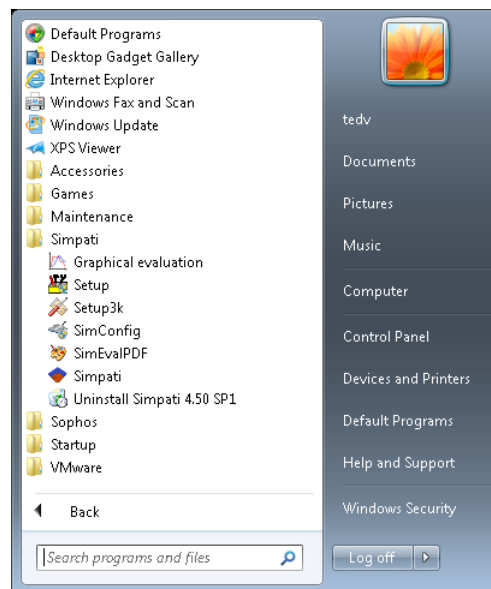 Default Programs
Desktop Gadget Gallery
Internet Explorer
Windows Fax and Scan
Windows Update
XPS Viewer
Accessories
Games
Maintenance
Simpati
Graphical evaluation
Setup
Setup3k
SimConfig
SimEvalPDF
Simpati
Uninstall Simpati 4.50 SP1
Sophos
Startup
VMware
Back
Search programs and files
tedv
Documents
Pictures
Music
Computer
Control Panel
Devices and Printers
Default Programs
Help and Support
Windows Security
Log off